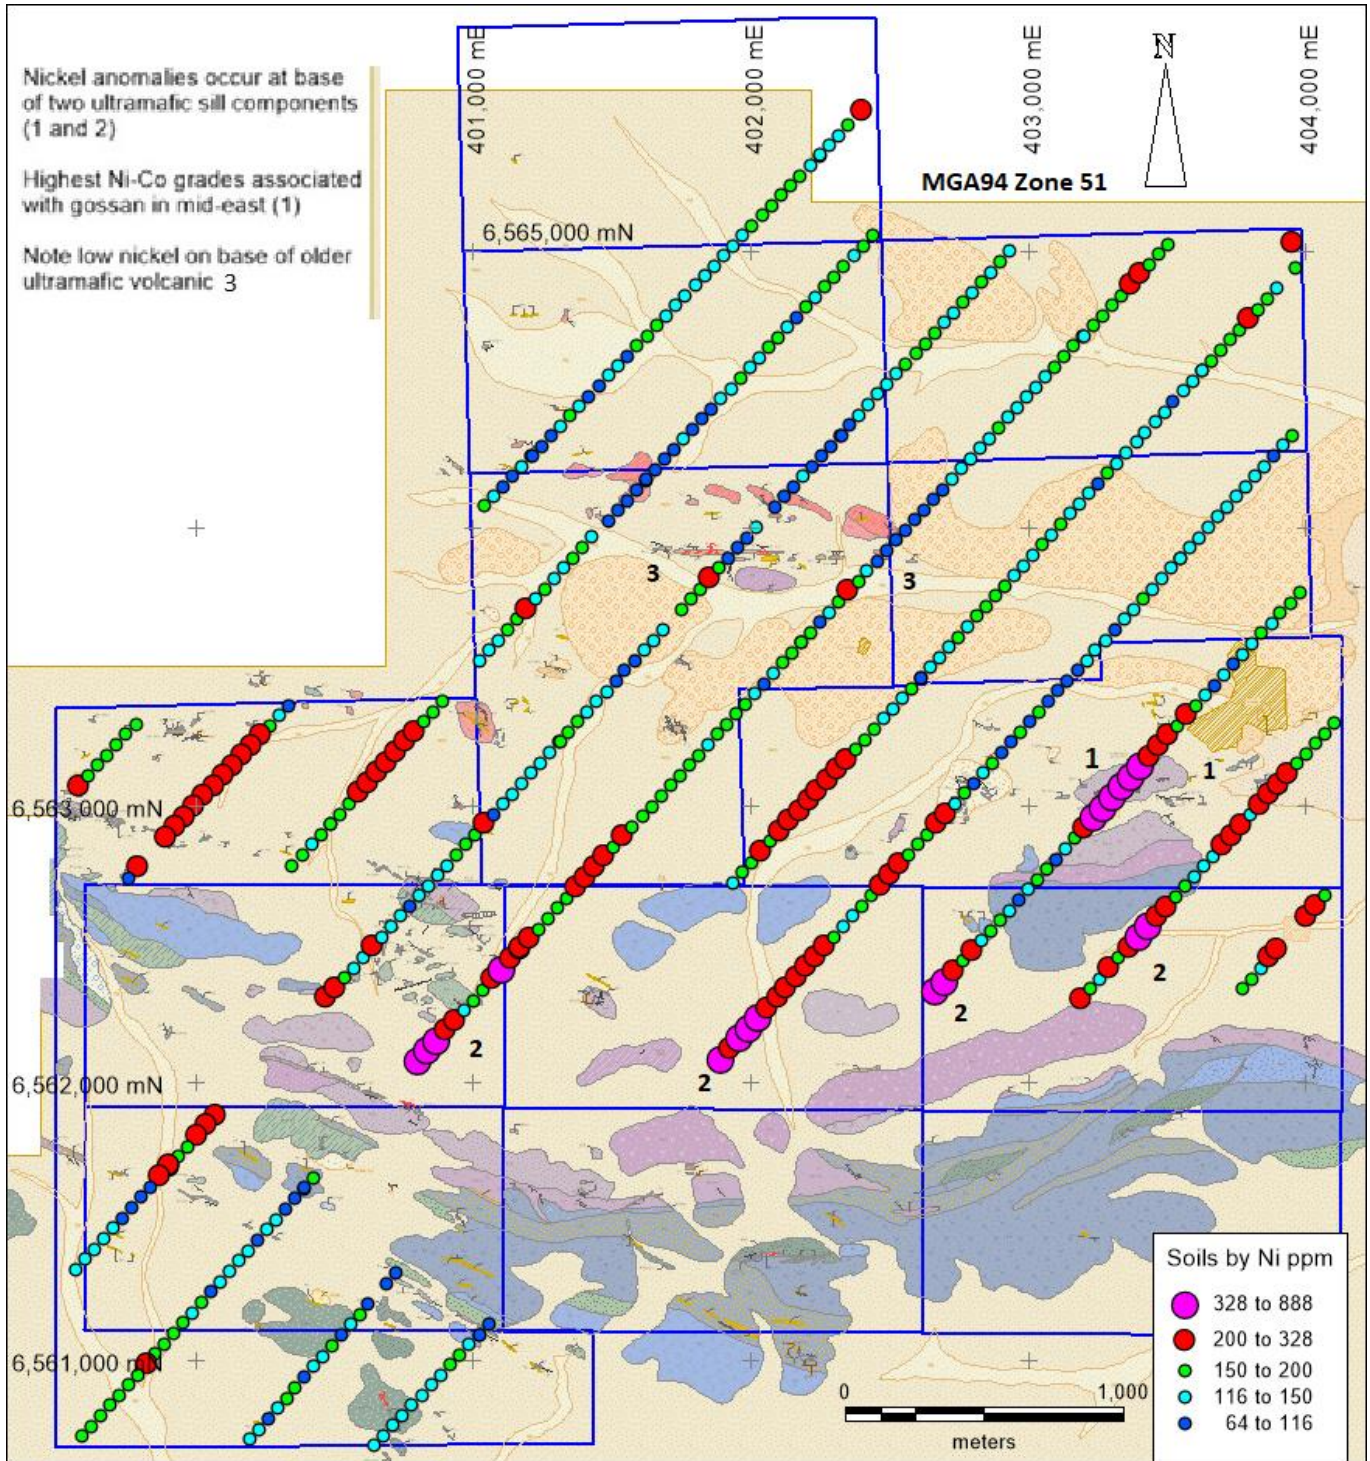 Nickel anomalies occur at base
of two ultramafic sill components
(1 and 2)
Highest Ni-Co grades associated
with gossan in mid-east (1)
Note low nickel on base of older
ultramafic volcanic 3
401,000 mE
402,000 mE
403,000 mE
404,000 mE
N
MGA94 Zone 51
6,565,000 mN
3
3
1
1
6,563,000 mN
2
2
2
2
6,562,000 mN
6,561,000 mN
Soils by Ni ppm
328 to 888
200 to 328
150 to 200
116 to 150
64 to 116
0 1,000
meters